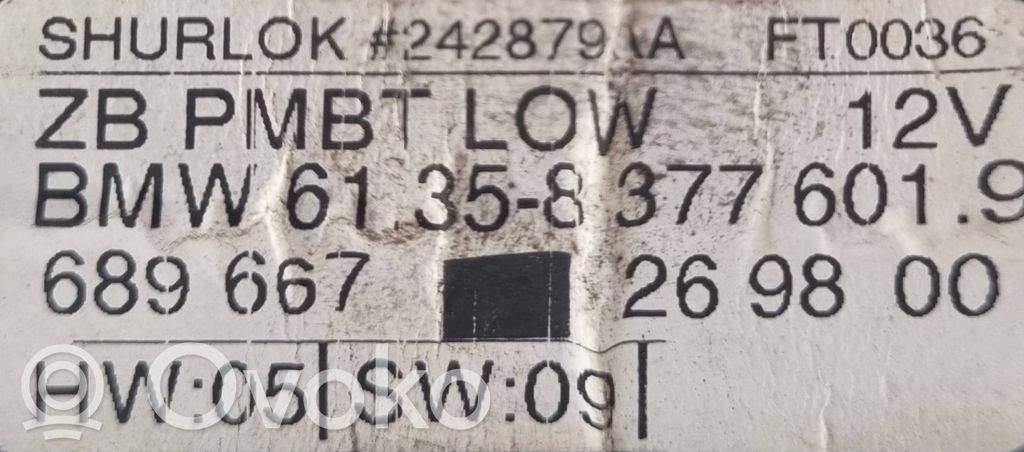 SHURLOK #242879 A FT0036
ZB PMBT LOW 12V
BMW 61.35-8 377 601.9
689 667 26 98 00
HW:05 SW:09
Ovoko